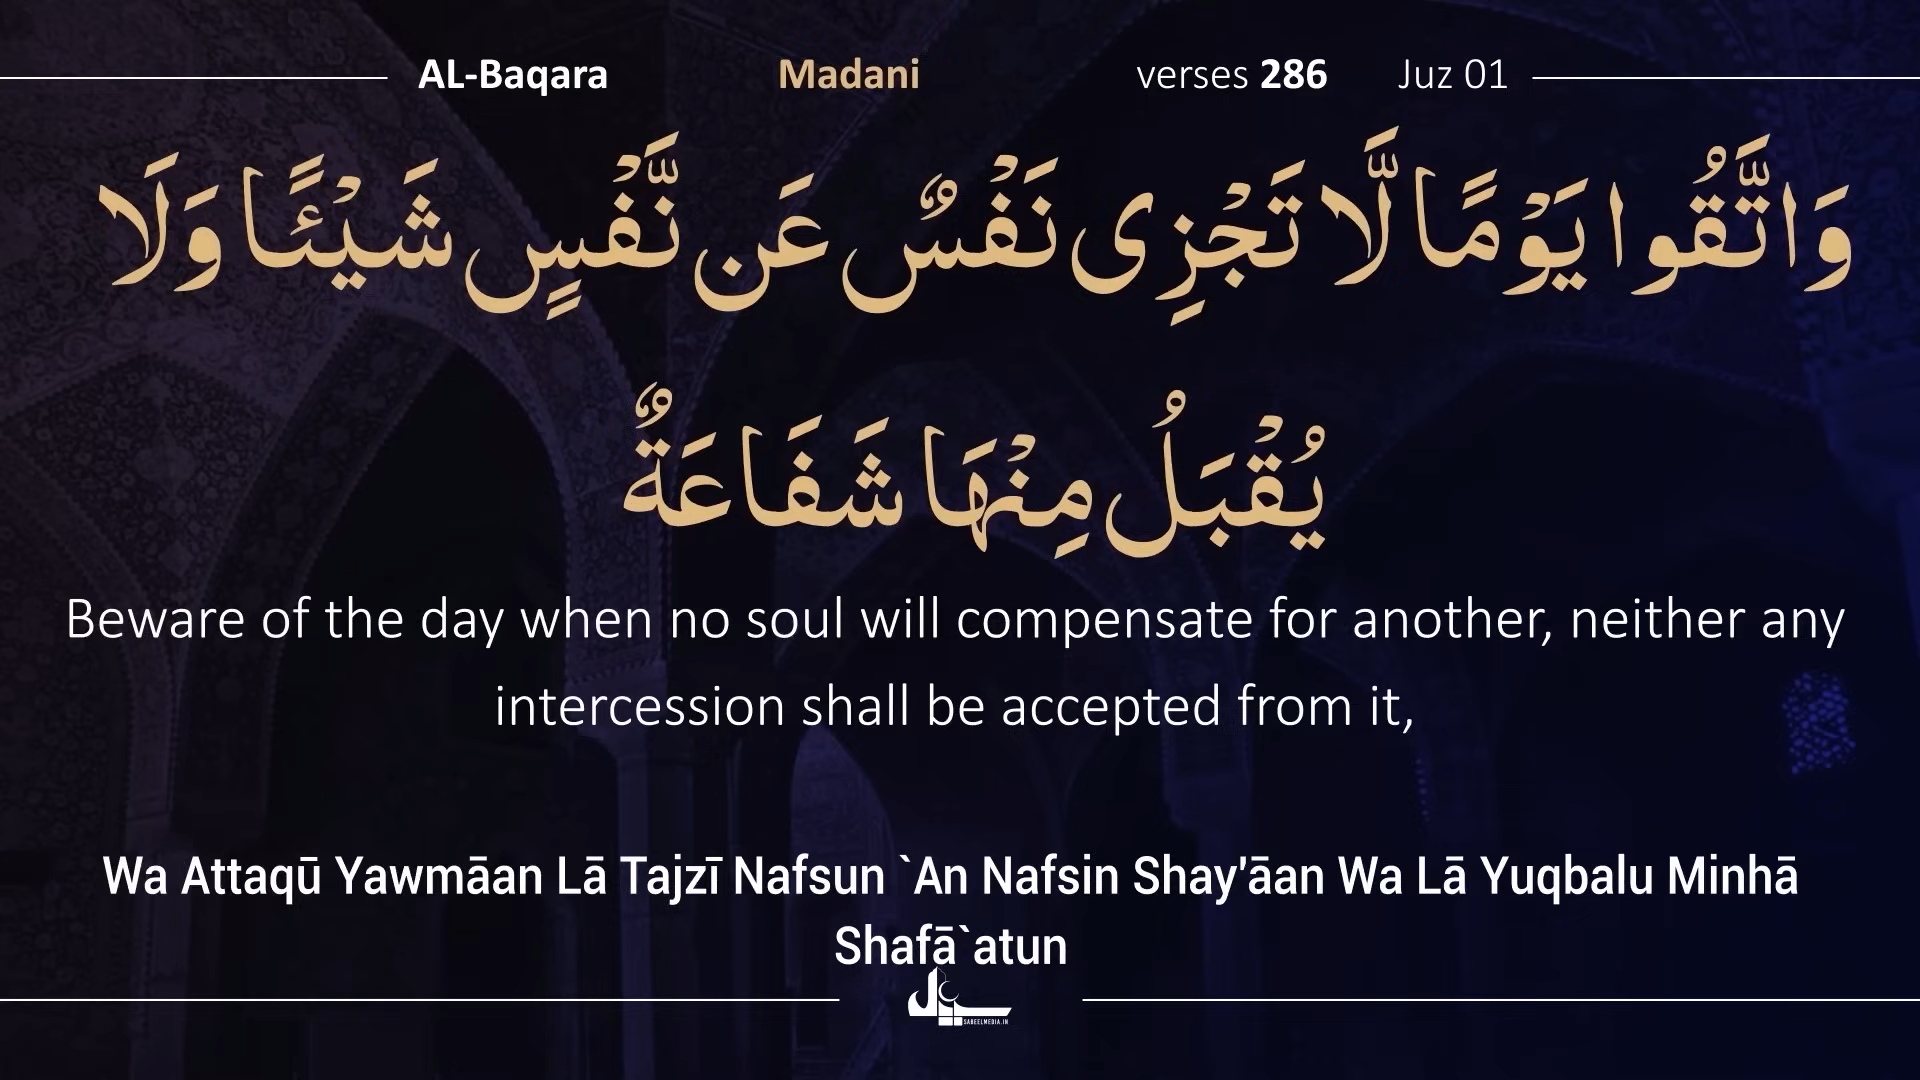 AL-Baqara Madani verses 286 Juz 01
وَاتَّقُوا يَوْمًا لَّا تَجْزِى نَفْسٌ عَن نَّفْسٍ شَيْئًا وَلَا
يُقْبَلُ مِنْهَا شَفَاعَةٌ
Beware of the day when no soul will compensate for another, neither any
intercession shall be accepted from it,
Wa Attaqū Yawmāan Lā Tajzī Nafsun `An Nafsin Shay'āan Wa Lā Yuqbalu Minhā
Shafā`atun
SABEELMEDIA.IN